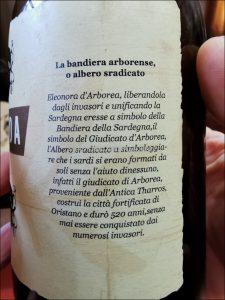 La bandiera arborense,
o albero sradicato
Eleonora d'Arborea, liberandola
dagli invasori e unificando la
Sardegna eresse a simbolo della
Bandiera della Sardegna,il
simbolo del Giudicato d'Arborea,
l'Albero sradicato a simboleggia-
re che i sardi si erano formati da
soli senza l'aiuto dinessuno,
infatti il giudicato di Arborea,
proveniente dall'Antica Tharros,
costruì la città fortificata di
Oristano e durò 520 anni,senza
mai essere conquistato dai
numerosi invasori.